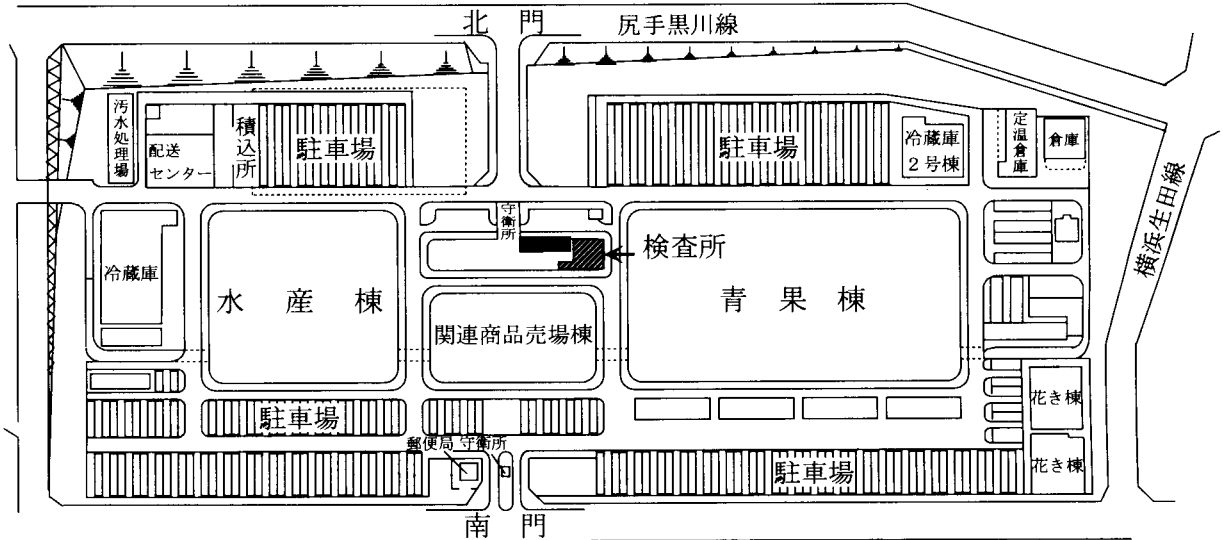 北門
尻手黒川線
汚水処理場
配送
センター
積込所
駐車場
駐車場
冷蔵庫
2号棟
定温倉庫
倉庫
横浜生田線
守衛所
検査所
冷蔵庫
水産棟
関連商品売場棟
青果棟
花き棟
駐車場
郵便局
守衛所
花き棟
駐車場
南門